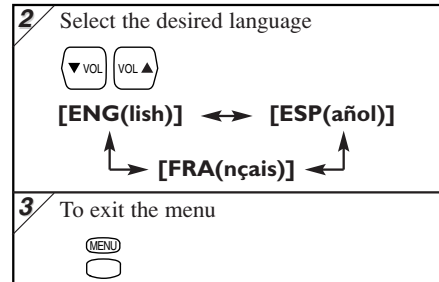 2 Select the desired language
▼ VOL VOL ▲
[ENG(lish)] [ESP(añol)]
[FRA(nçais)]
3 To exit the menu
MENU